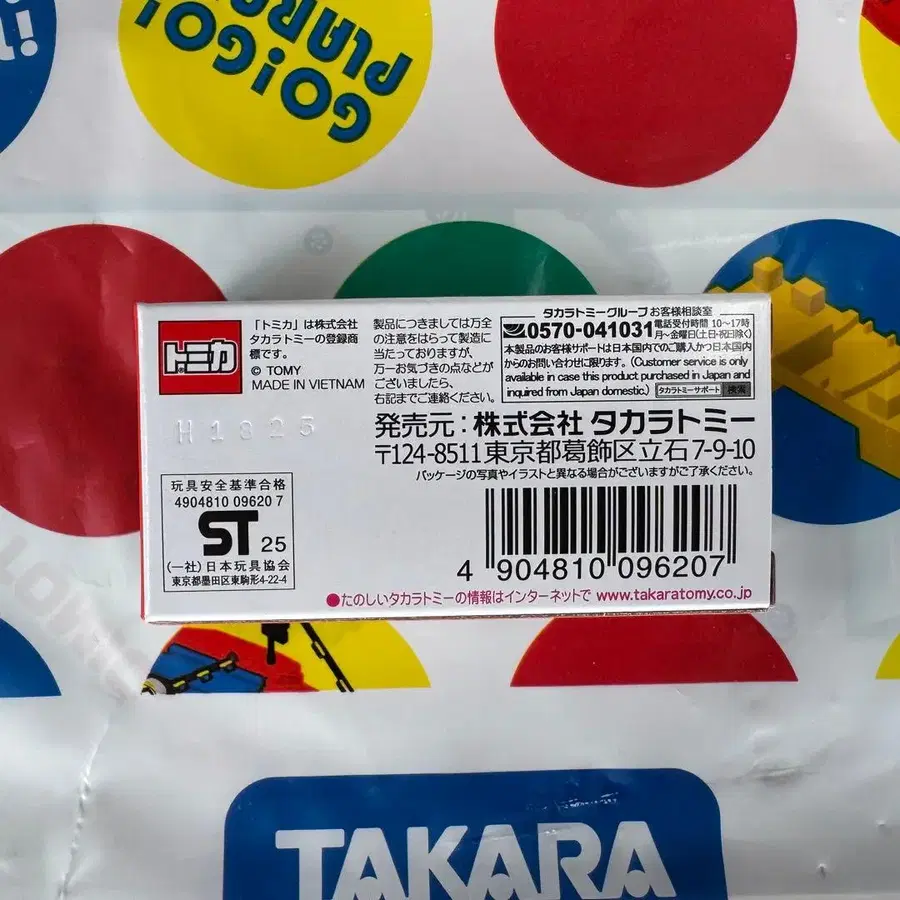 GO! GO!
PLARA
トミカ
「トミカ」は株式会社
タカラトミーの登録商
標です。
© TOMY
MADE IN VIETNAM
製品につきましては万全
の注意をはらって製造に
当たっておりますが、
万一お気づきの点などが
ございましたら、
右記までご連絡ください。
タカラトミーグループ お客様相談室
0570-041031 電話受付時間 10〜17時
月〜金曜日(土日・祝日除く)
本製品のお客様サポートは日本国内でのご購入かつ日本国内
からのお問い合わせに限ります。(Customer service is only
available in case this product purchased in Japan and
inquired from Japan domestic.) タカラトミーサポート 検索
H1825
発売元：株式会社 タカラトミー
〒124-8511 東京都葛飾区立石 7-9-10
パッケージの写真やイラストと異なる場合がございますがご了承ください。
玩具安全基準合格
4904810 09620 7
ST 25
(一社)日本玩具協会
東京都墨田区東駒形4-22-4
4 904810 096207
●たのしいタカラトミーの情報はインターネットで www.takaratomy.co.jp
TAKARA